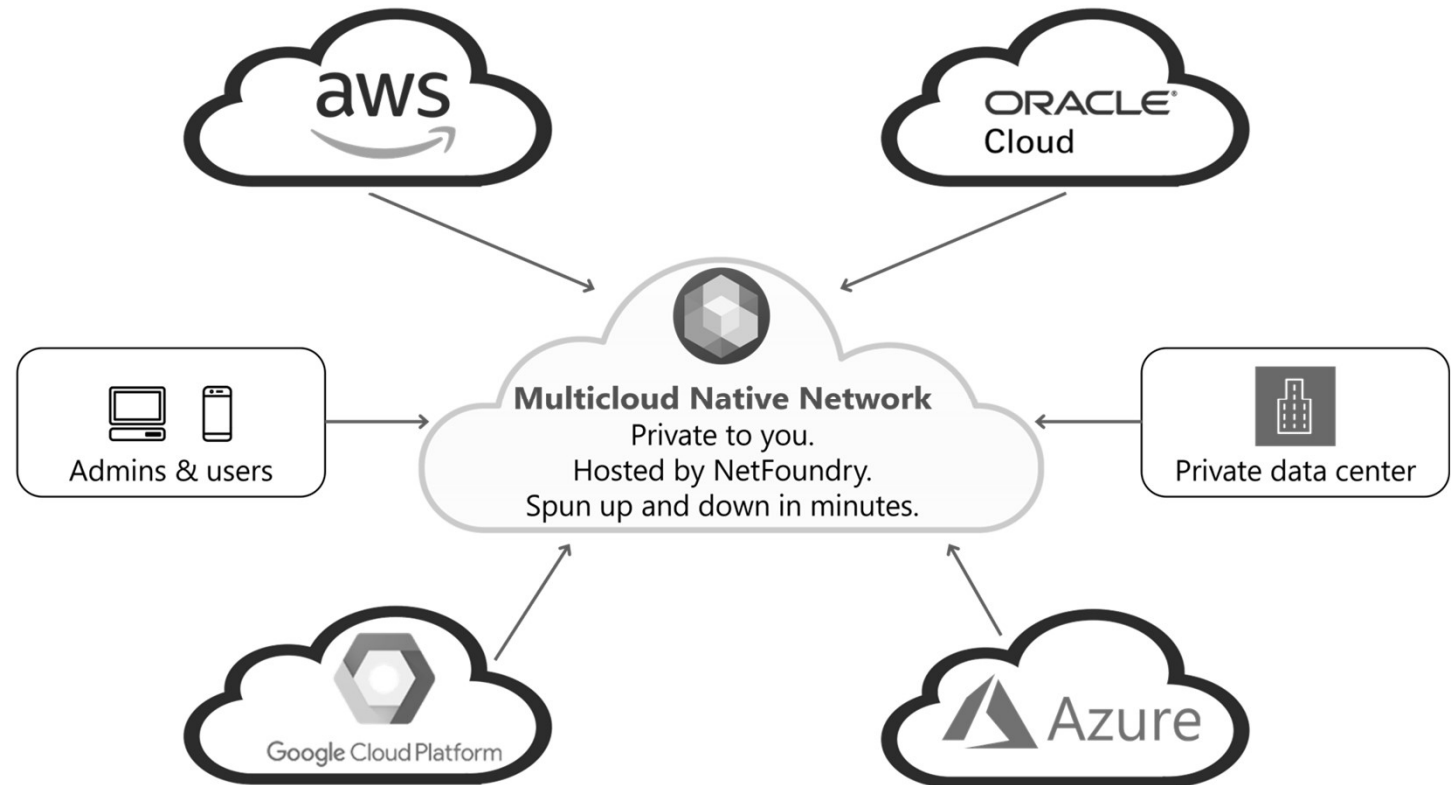 aws
ORACLE®
Cloud
Multicloud Native Network
Private to you.
Hosted by NetFoundry.
Spun up and down in minutes.
Admins & users
Private data center
Google Cloud Platform
Azure